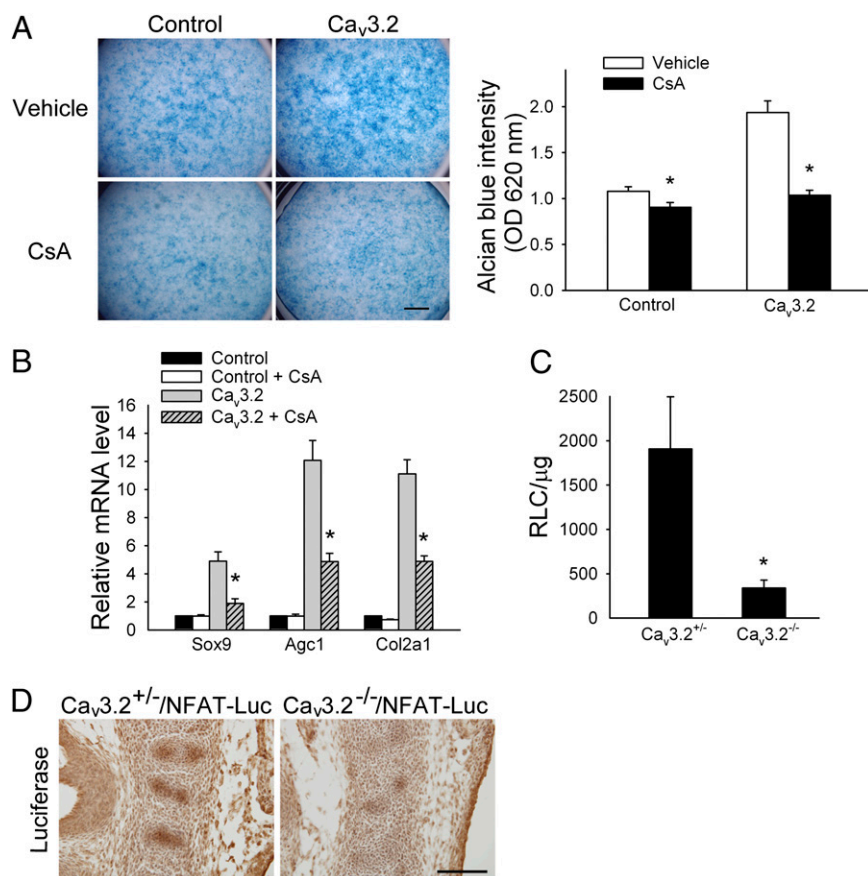 A
Control
Caᵥ3.2
Vehicle
CsA
Vehicle
CsA
Alcian blue intensity
(OD 620 nm)
2.0
1.5
1.0
0.5
0.0
*
*
Control
Caᵥ3.2
B
Control
Control + CsA
Caᵥ3.2
Caᵥ3.2 + CsA
Relative mRNA level
16
14
12
10
8
6
4
2
0
*
*
*
Sox9
Agc1
Col2a1
C
RLC/μg
2500
2000
1500
1000
500
0
*
Caᵥ3.2⁺/⁻
Caᵥ3.2⁻/⁻
D
Caᵥ3.2⁺/⁻/NFAT-Luc
Caᵥ3.2⁻/⁻/NFAT-Luc
Luciferase